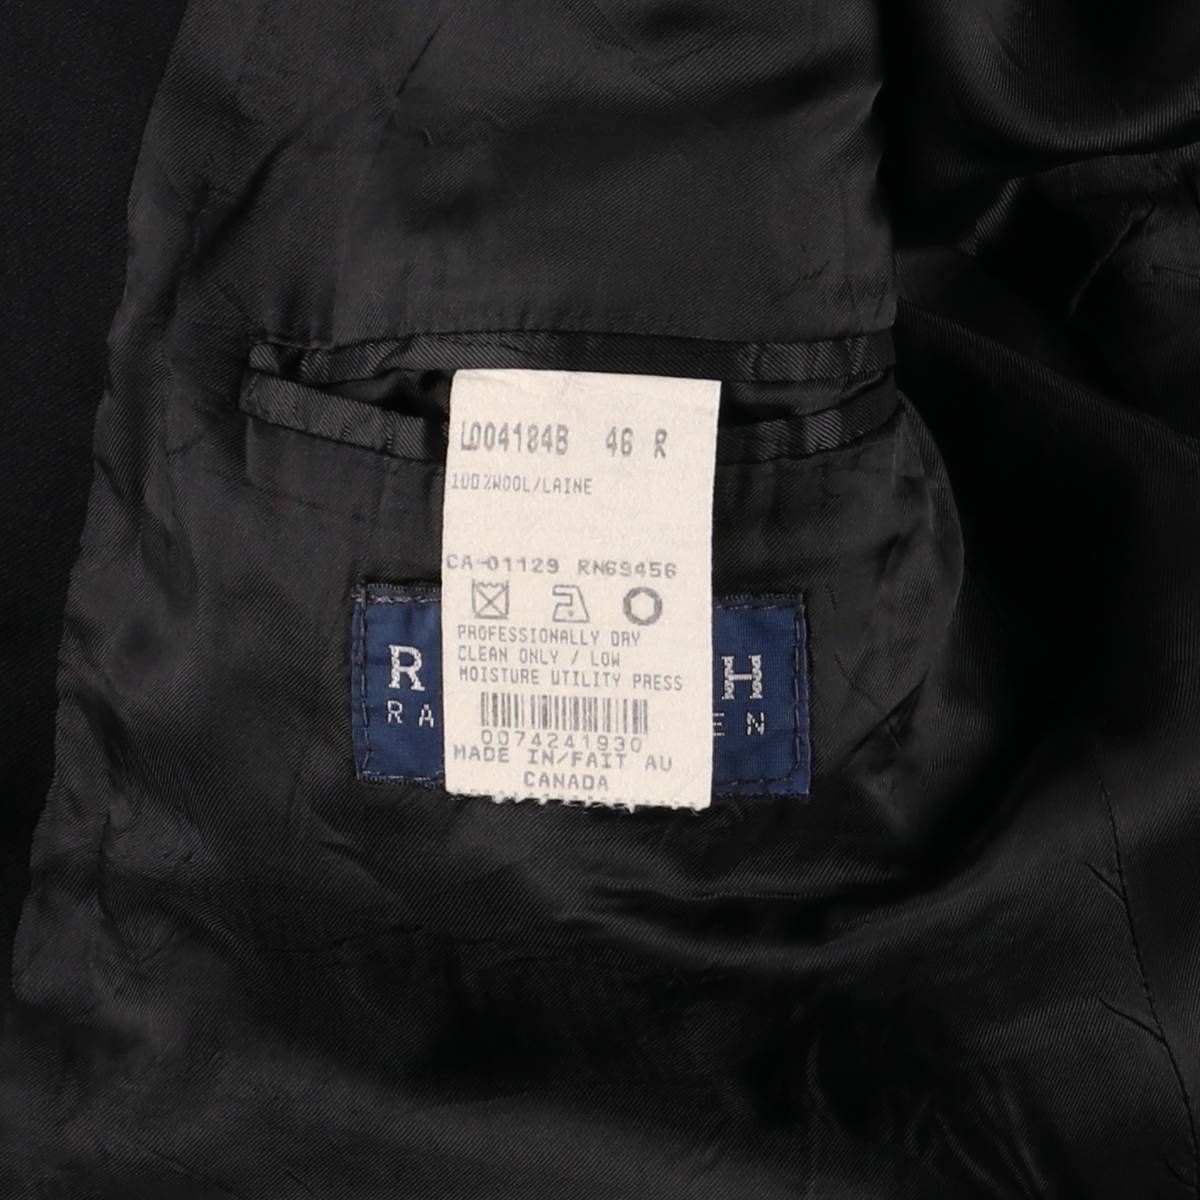 L004184B 46 R
100%WOOL/LAINE
CA-01129 RN69456
PROFESSIONALLY DRY
CLEAN ONLY / LOW
MOISTURE UTILITY PRESS
0074241930
MADE IN/FAIT AU
CANADA
R H
RA EN